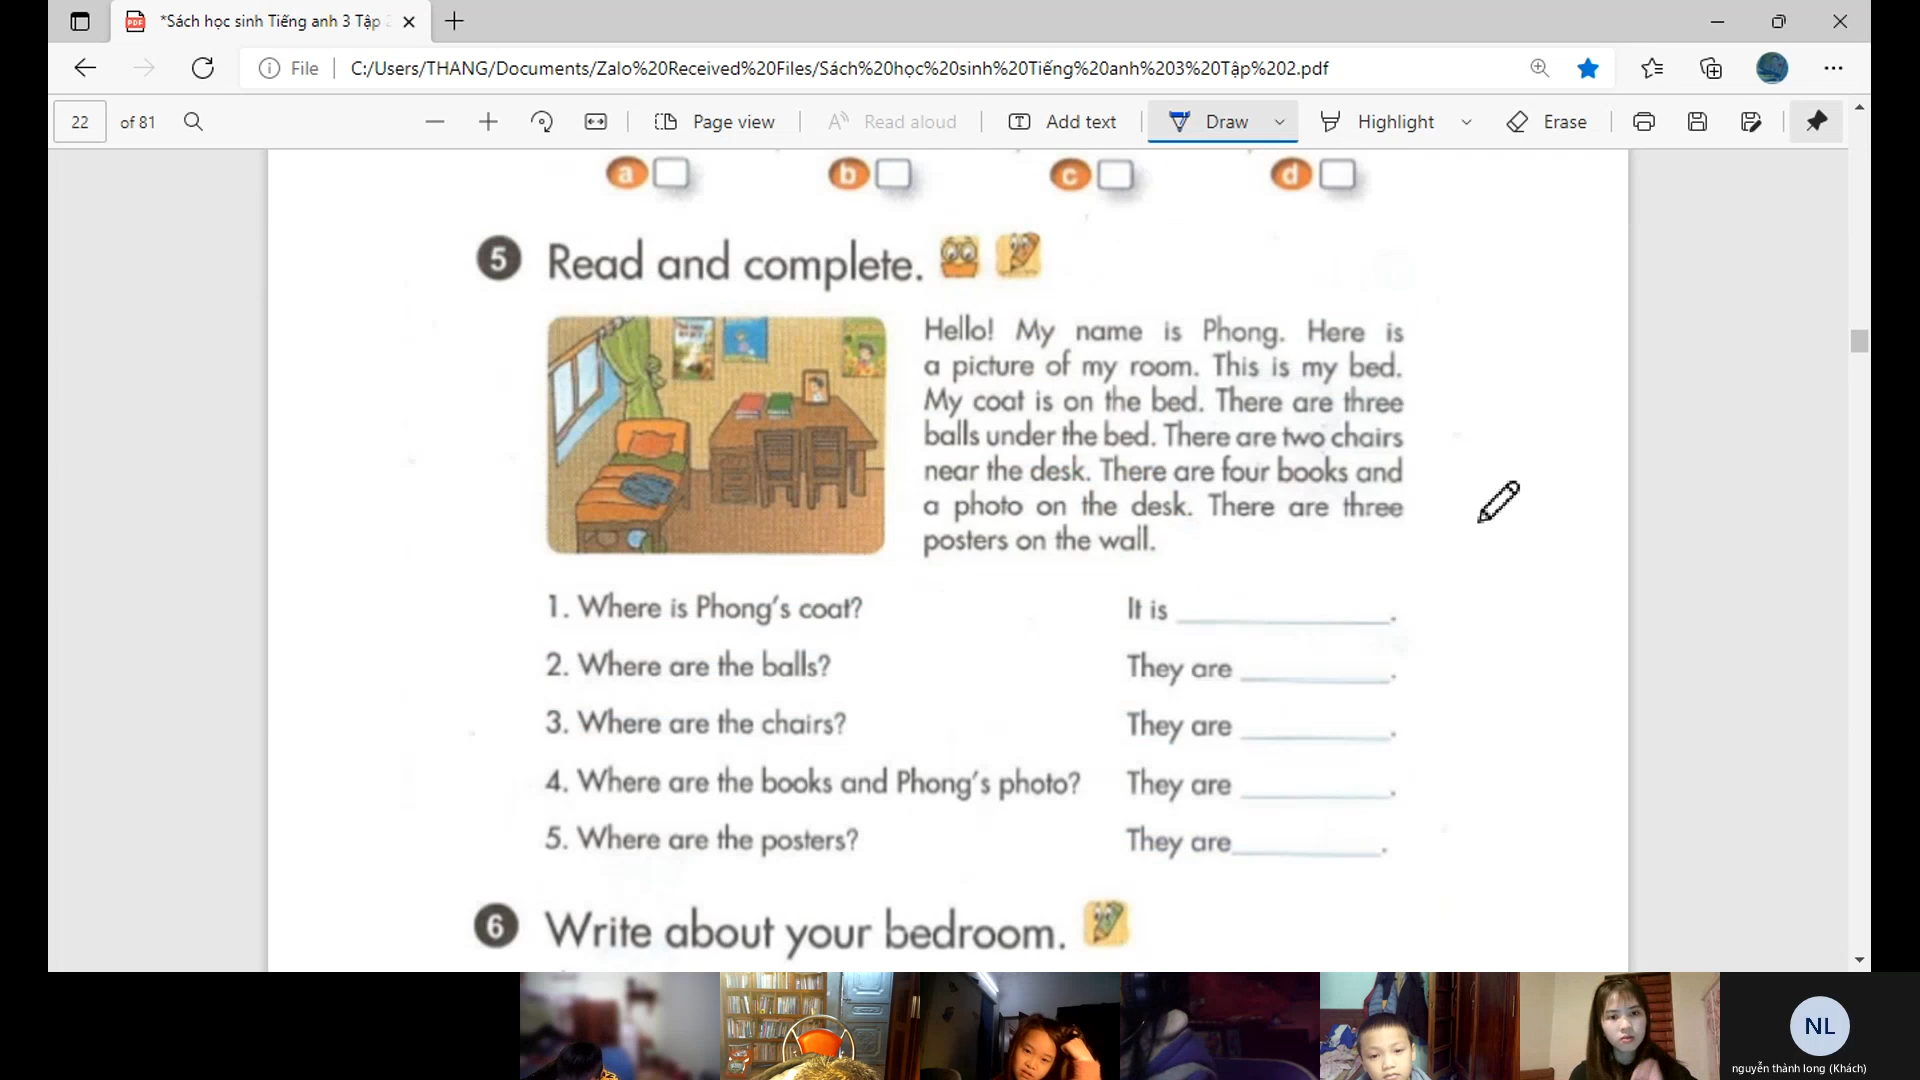 *Sách học sinh Tiếng anh 3 Tập 2
File C:/Users/THANG/Documents/Zalo%20Received%20Files/Sách%20học%20sinh%20Tiếng%20anh%203%20Tập%202.pdf
22 of 81 Page view Read aloud Add text Draw Highlight Erase
a b c d
5 Read and complete.
Hello! My name is Phong. Here is
a picture of my room. This is my bed.
My coat is on the bed. There are three
balls under the bed. There are two chairs
near the desk. There are four books and
a photo on the desk. There are three
posters on the wall.
1. Where is Phong's coat? It is ____________.
2. Where are the balls? They are ____________.
3. Where are the chairs? They are ____________.
4. Where are the books and Phong's photo? They are ____________.
5. Where are the posters? They are____________.
6 Write about your bedroom.
NL
nguyễn thành long (Khách)